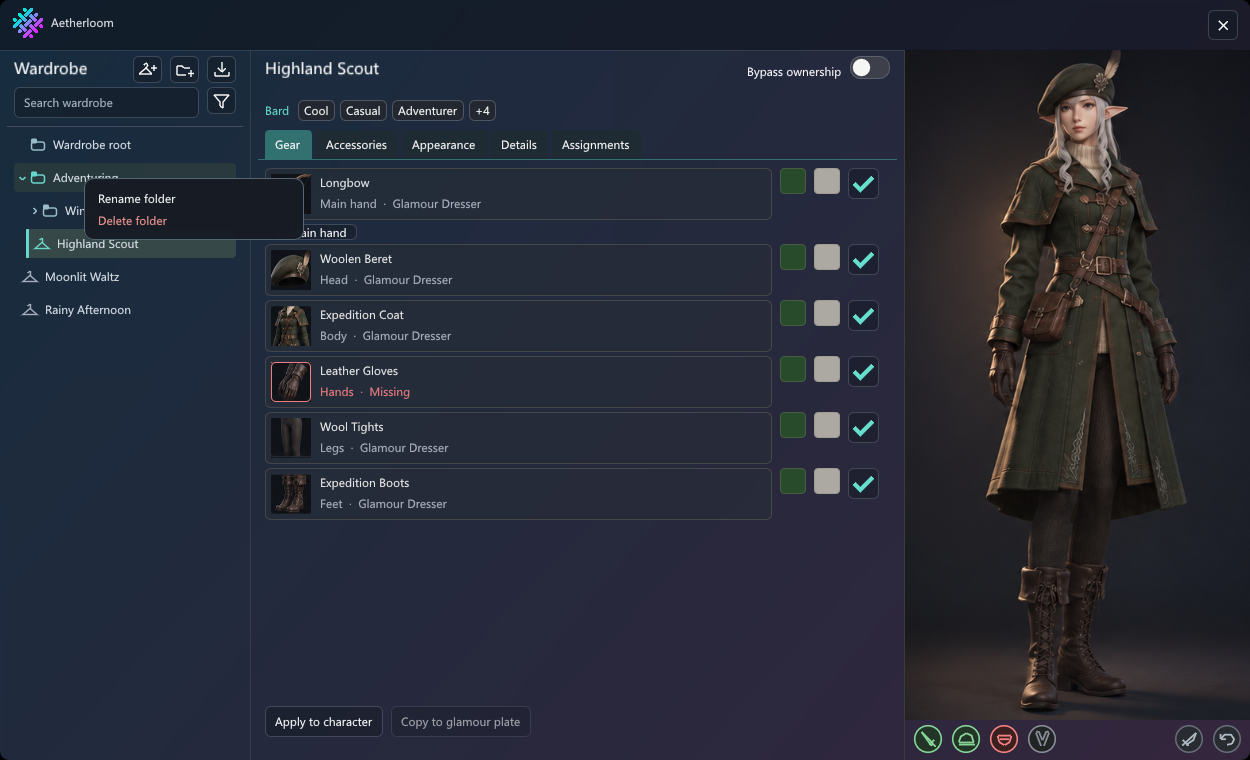 Aetherloom
Wardrobe
Search wardrobe
Wardrobe root
Adventuring
Rename folder
Delete folder
Highland Scout
Moonlit Waltz
Rainy Afternoon
Highland Scout
Bypass ownership
Bard Cool Casual Adventurer +4
Gear Accessories Appearance Details Assignments
Longbow
Main hand · Glamour Dresser
hand
Woolen Beret
Head · Glamour Dresser
Expedition Coat
Body · Glamour Dresser
Leather Gloves
Hands · Missing
Wool Tights
Legs · Glamour Dresser
Expedition Boots
Feet · Glamour Dresser
Apply to character Copy to glamour plate